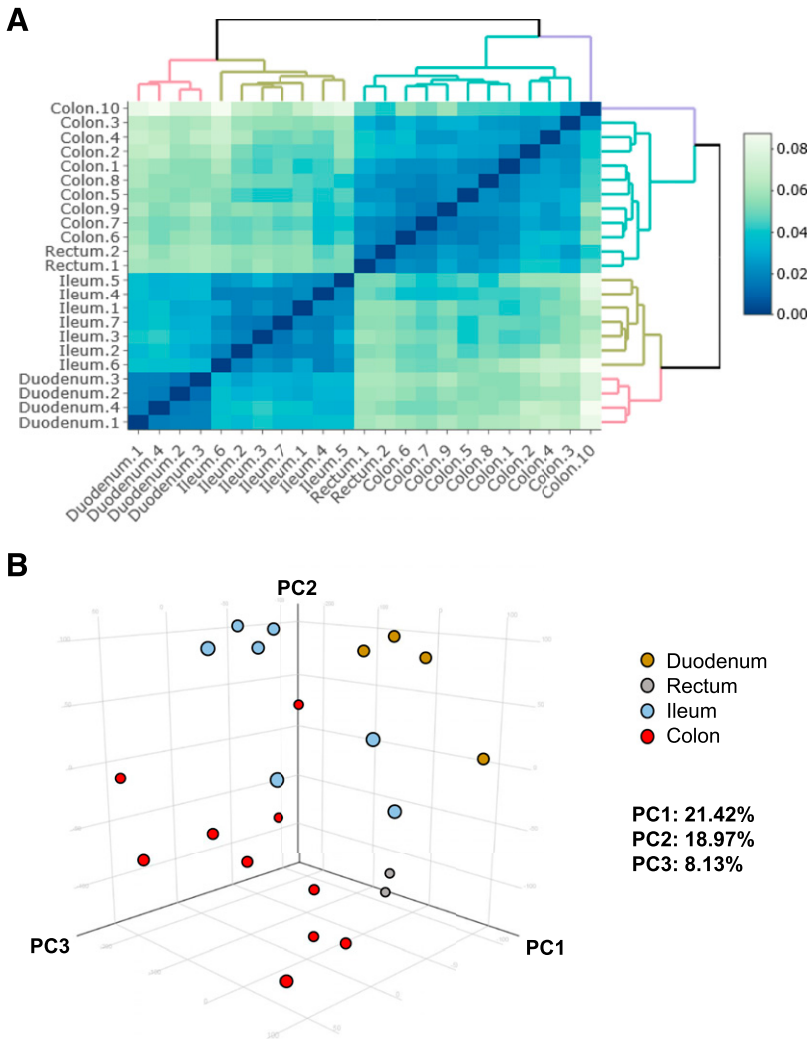 A
Colon.10
Colon.3
Colon.4
Colon.2
Colon.1
Colon.8
Colon.5
Colon.9
Colon.7
Colon.6
Rectum.2
Rectum.1
Ileum.5
Ileum.4
Ileum.1
Ileum.7
Ileum.3
Ileum.2
Ileum.6
Duodenum.3
Duodenum.2
Duodenum.4
Duodenum.1
0.08
0.06
0.04
0.02
0.00
Duodenum.1
Duodenum.4
Duodenum.2
Duodenum.3
Ileum.6
Ileum.2
Ileum.3
Ileum.7
Ileum.1
Ileum.4
Ileum.5
Rectum.1
Rectum.2
Colon.6
Colon.7
Colon.9
Colon.5
Colon.8
Colon.1
Colon.2
Colon.4
Colon.3
Colon.10
B
PC2
PC3
PC1
Duodenum
Rectum
Ileum
Colon
PC1: 21.42%
PC2: 18.97%
PC3: 8.13%